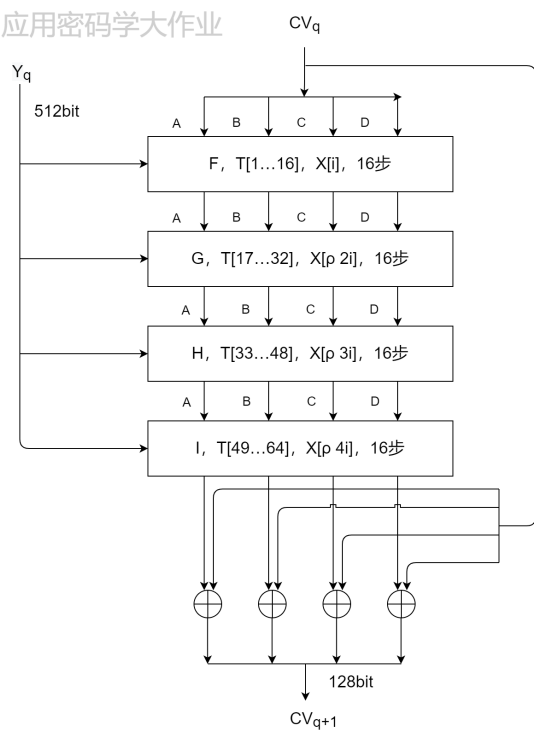 应用密码学大作业
CVq
Yq
512bit
A B C D
F，T[1…16]，X[i]，16步
A B C D
G，T[17…32]，X[ρ 2i]，16步
A B C D
H，T[33…48]，X[ρ 3i]，16步
A B C D
I，T[49…64]，X[ρ 4i]，16步
128bit
CVq+1